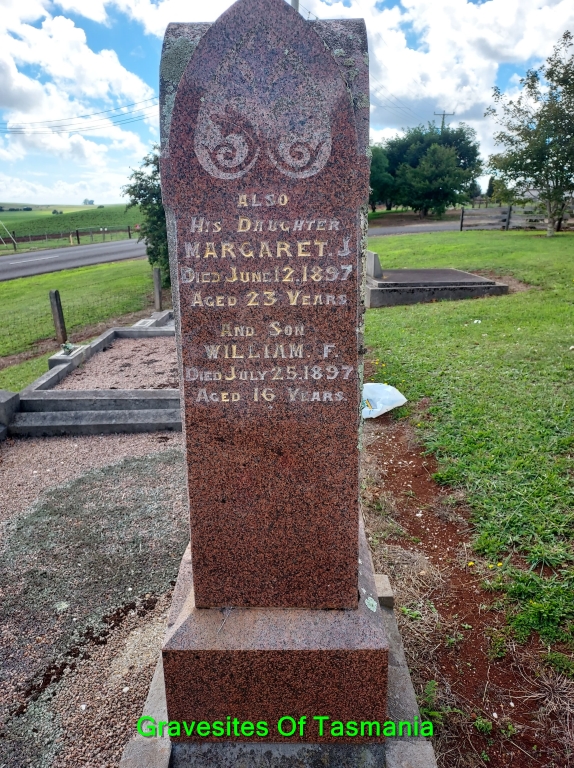 ALSO
HIS DAUGHTER
MARGARET. J.
DIED JUNE 12. 1897
AGED 23 YEARS
AND SON
WILLIAM. F.
DIED JULY 25. 1897.
AGED 16 YEARS.
Gravesites Of Tasmania